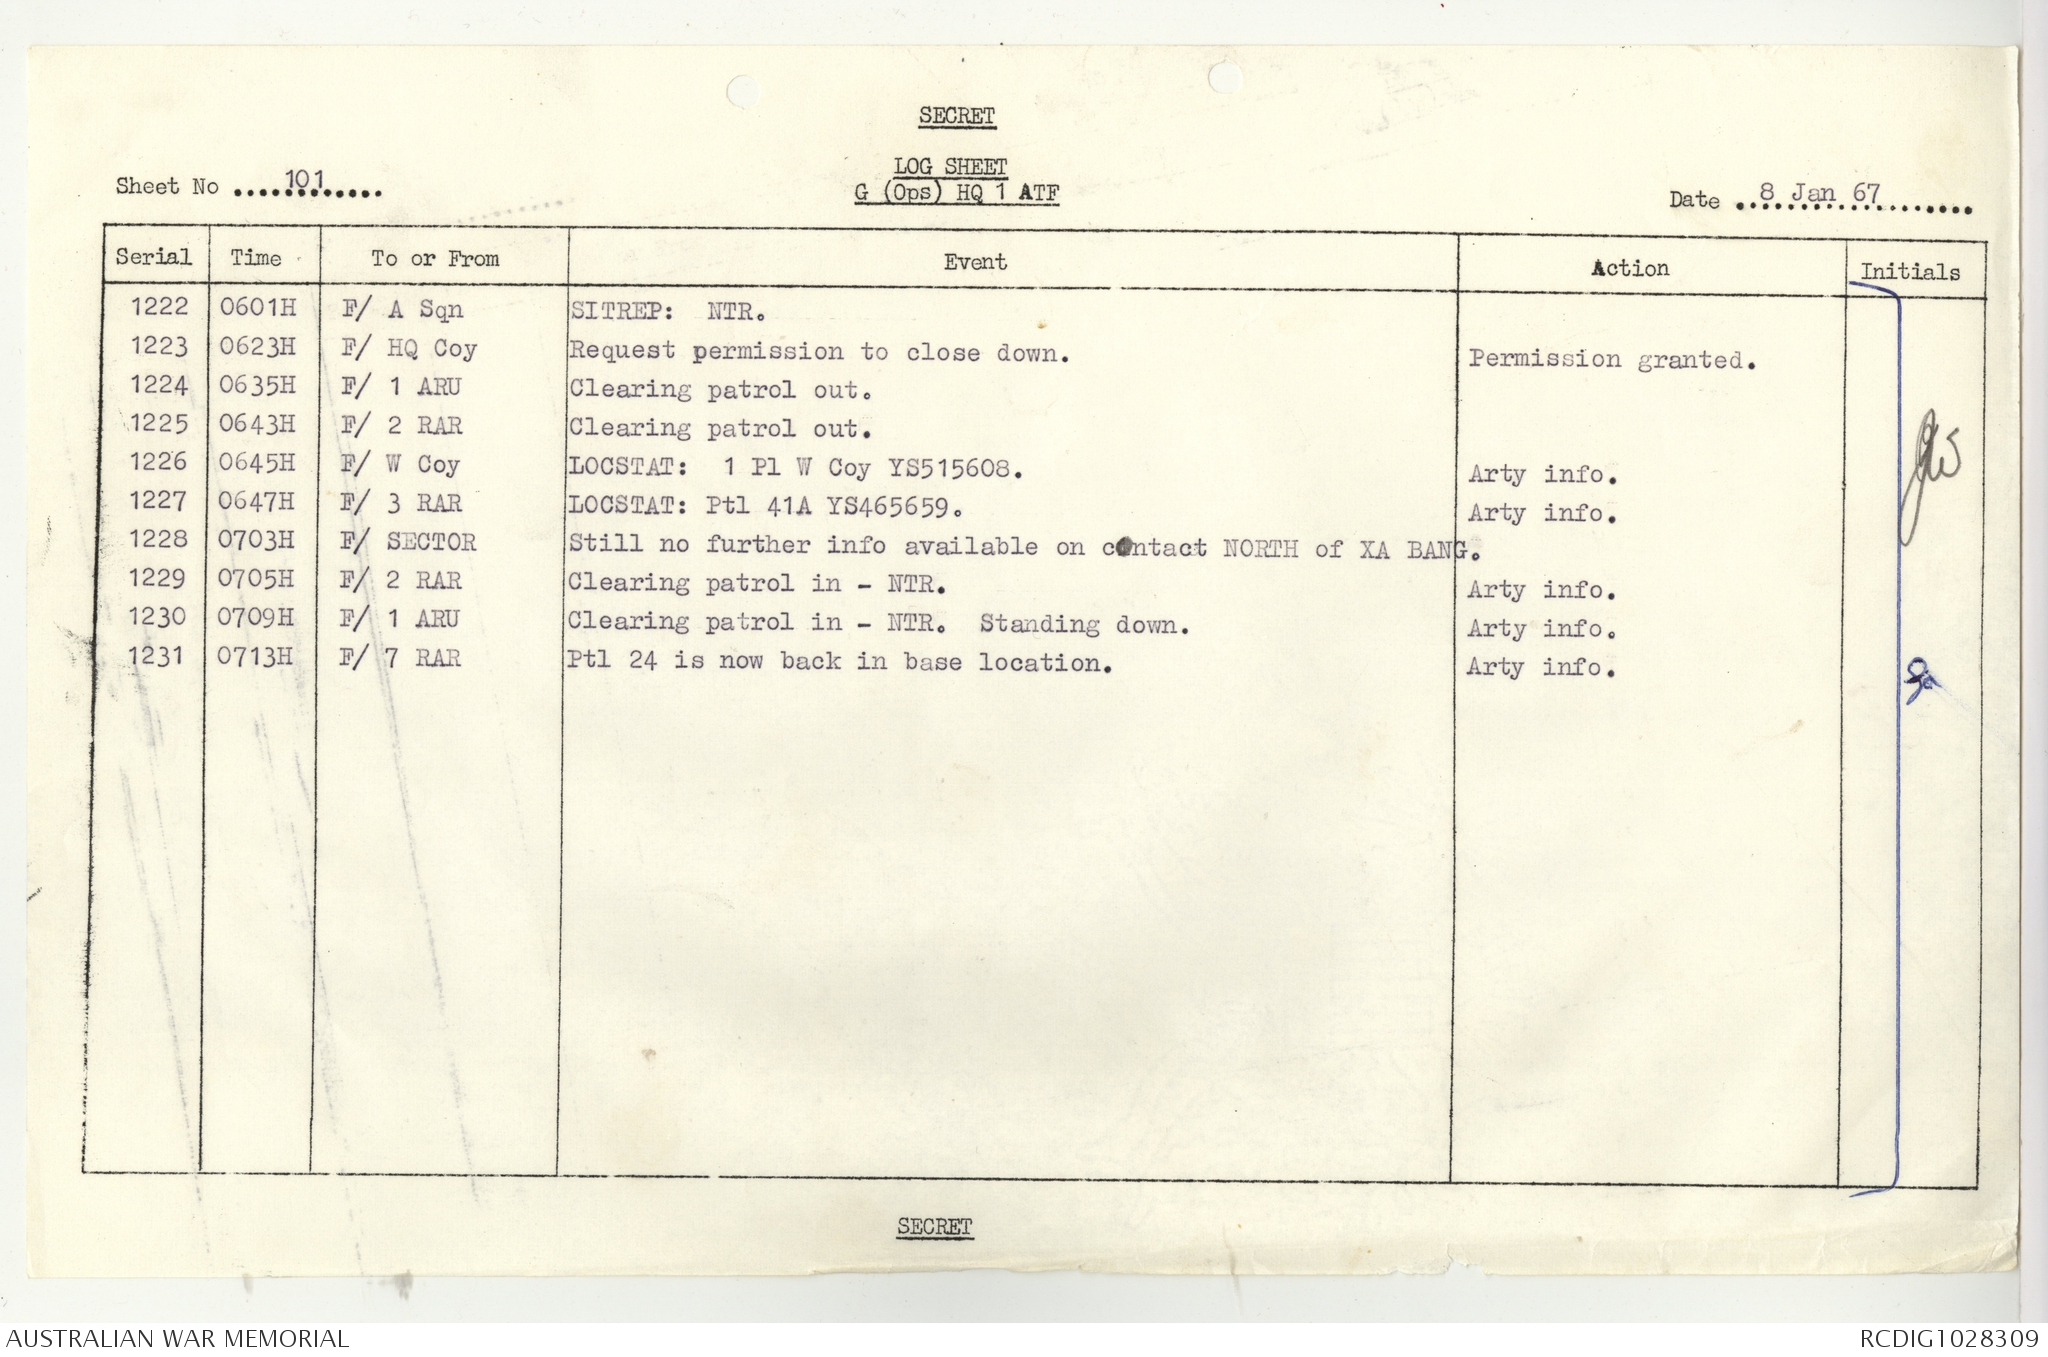 SECRET
LOG SHEET
G (Ops) HQ 1 ATF
Sheet No ....101....
Date ..8 Jan 67......
Serial Time To or From Event Action Initials
1222 0601H F/ A Sqn SITREP: NTR.
1223 0623H F/ HQ Coy Request permission to close down. Permission granted.
1224 0635H F/ 1 ARU Clearing patrol out.
1225 0643H F/ 2 RAR Clearing patrol out.
1226 0645H F/ W Coy LOCSTAT: 1 Pl W Coy YS515608. Arty info.
1227 0647H F/ 3 RAR LOCSTAT: Ptl 41A YS465659. Arty info.
1228 0703H F/ SECTOR Still no further info available on contact NORTH of XA BANG.
1229 0705H F/ 2 RAR Clearing patrol in - NTR. Arty info.
1230 0709H F/ 1 ARU Clearing patrol in - NTR. Standing down. Arty info.
1231 0713H F/ 7 RAR Ptl 24 is now back in base location. Arty info.
SECRET
AUSTRALIAN WAR MEMORIAL
RCDIG1028309